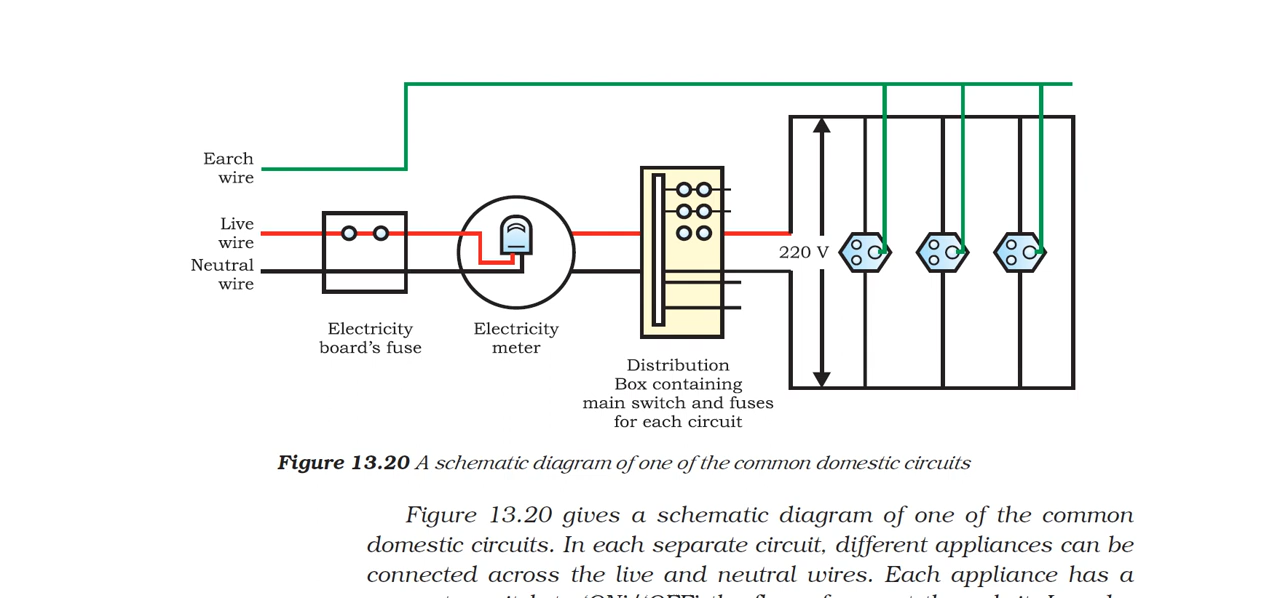 Earch
wire
Live
wire
Neutral
wire
220 V
Electricity
board's fuse
Electricity
meter
Distribution
Box containing
main switch and fuses
for each circuit
Figure 13.20 A schematic diagram of one of the common domestic circuits
Figure 13.20 gives a schematic diagram of one of the common
domestic circuits. In each separate circuit, different appliances can be
connected across the live and neutral wires. Each appliance has a